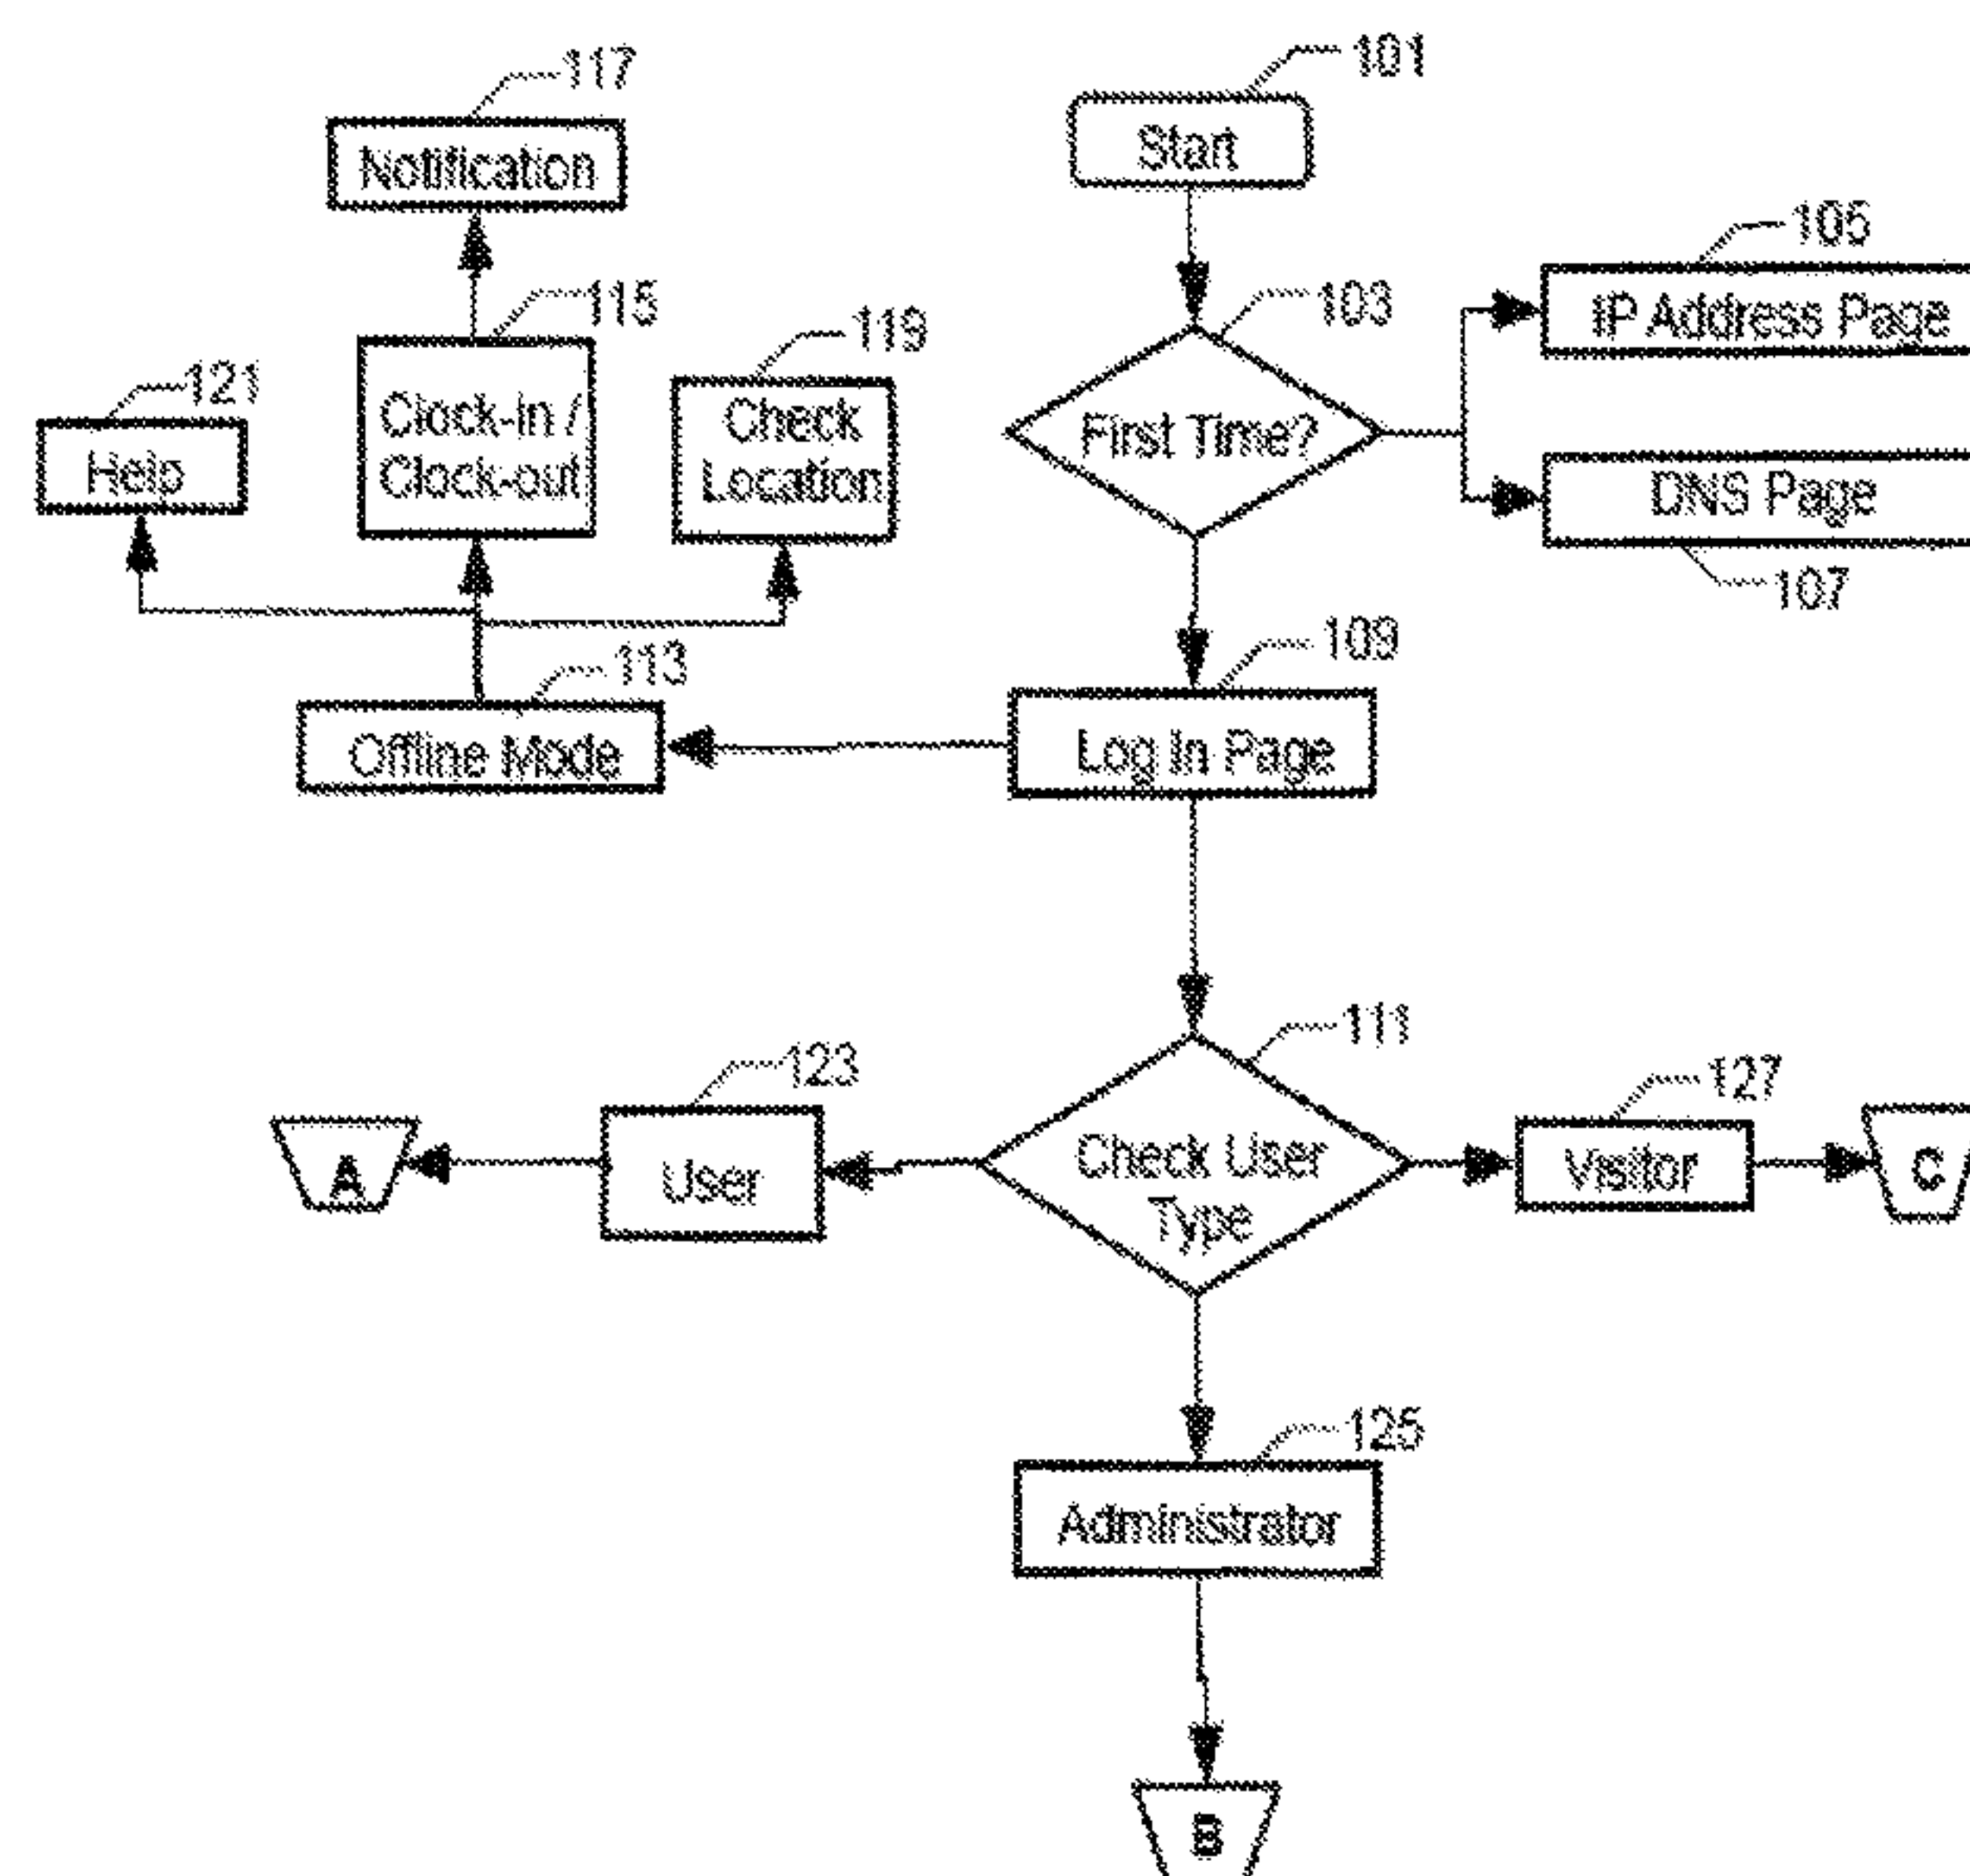 101
Start
117
Notification
105
IP Address Page
103
First Time?
115
Clock-in /
Clock-out
119
Check
Location
121
Help
DNS Page
107
109
Log In Page
113
Offline Mode
111
Check User
Type
123
User
A
127
Visitor
C
125
Administrator
B